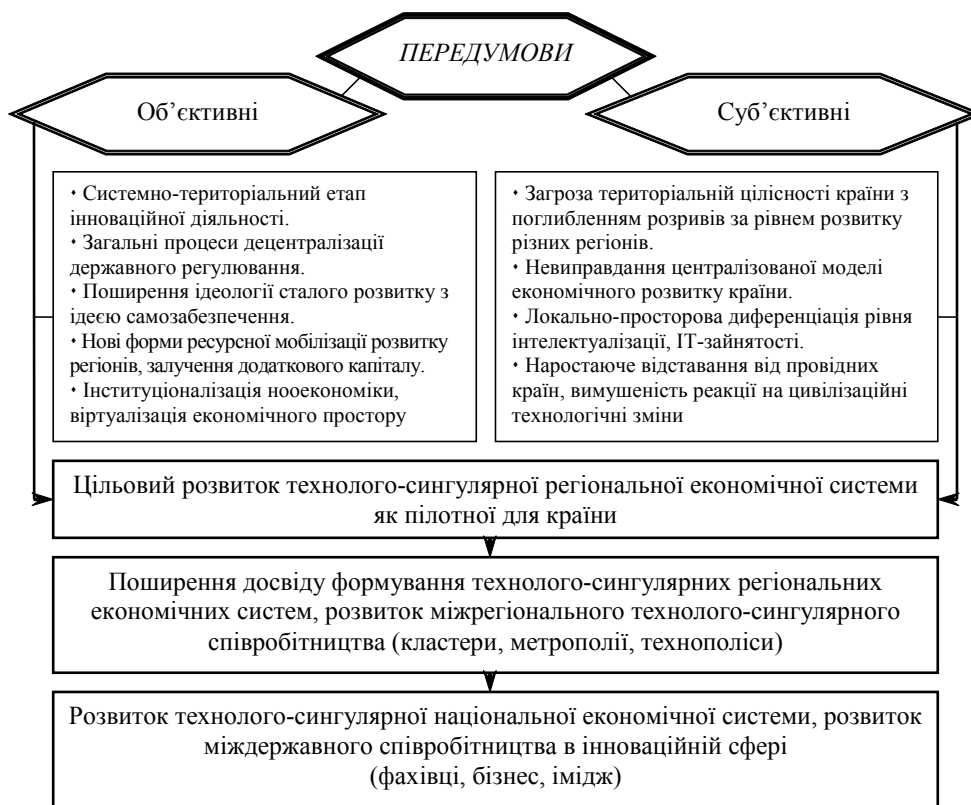 ПЕРЕДУМОВИ
Об’єктивні
Суб’єктивні
· Системно-територіальний етап
інноваційної діяльності.
· Загальні процеси децентралізації
державного регулювання.
· Поширення ідеології сталого розвитку з
ідеєю самозабезпечення.
· Нові форми ресурсної мобілізації розвитку
регіонів, залучення додаткового капіталу.
· Інституціоналізація нооекономіки,
віртуалізація економічного простору
· Загроза територіальній цілісності країни з
поглибленням розривів за рівнем розвитку
різних регіонів.
· Невиправдання централізованої моделі
економічного розвитку країни.
· Локально-просторова диференціація рівня
інтелектуалізації, ІТ-зайнятості.
· Наростаюче відставання від провідних
країн, вимушеність реакції на цивілізаційні
технологічні зміни
Цільовий розвиток технолого-сингулярної регіональної економічної системи
як пілотної для країни
Поширення досвіду формування технолого-сингулярних регіональних
економічних систем, розвиток міжрегіонального технолого-сингулярного
співробітництва (кластери, метрополії, технополіси)
Розвиток технолого-сингулярної національної економічної системи, розвиток
міждержавного співробітництва в інноваційній сфері
(фахівці, бізнес, імідж)